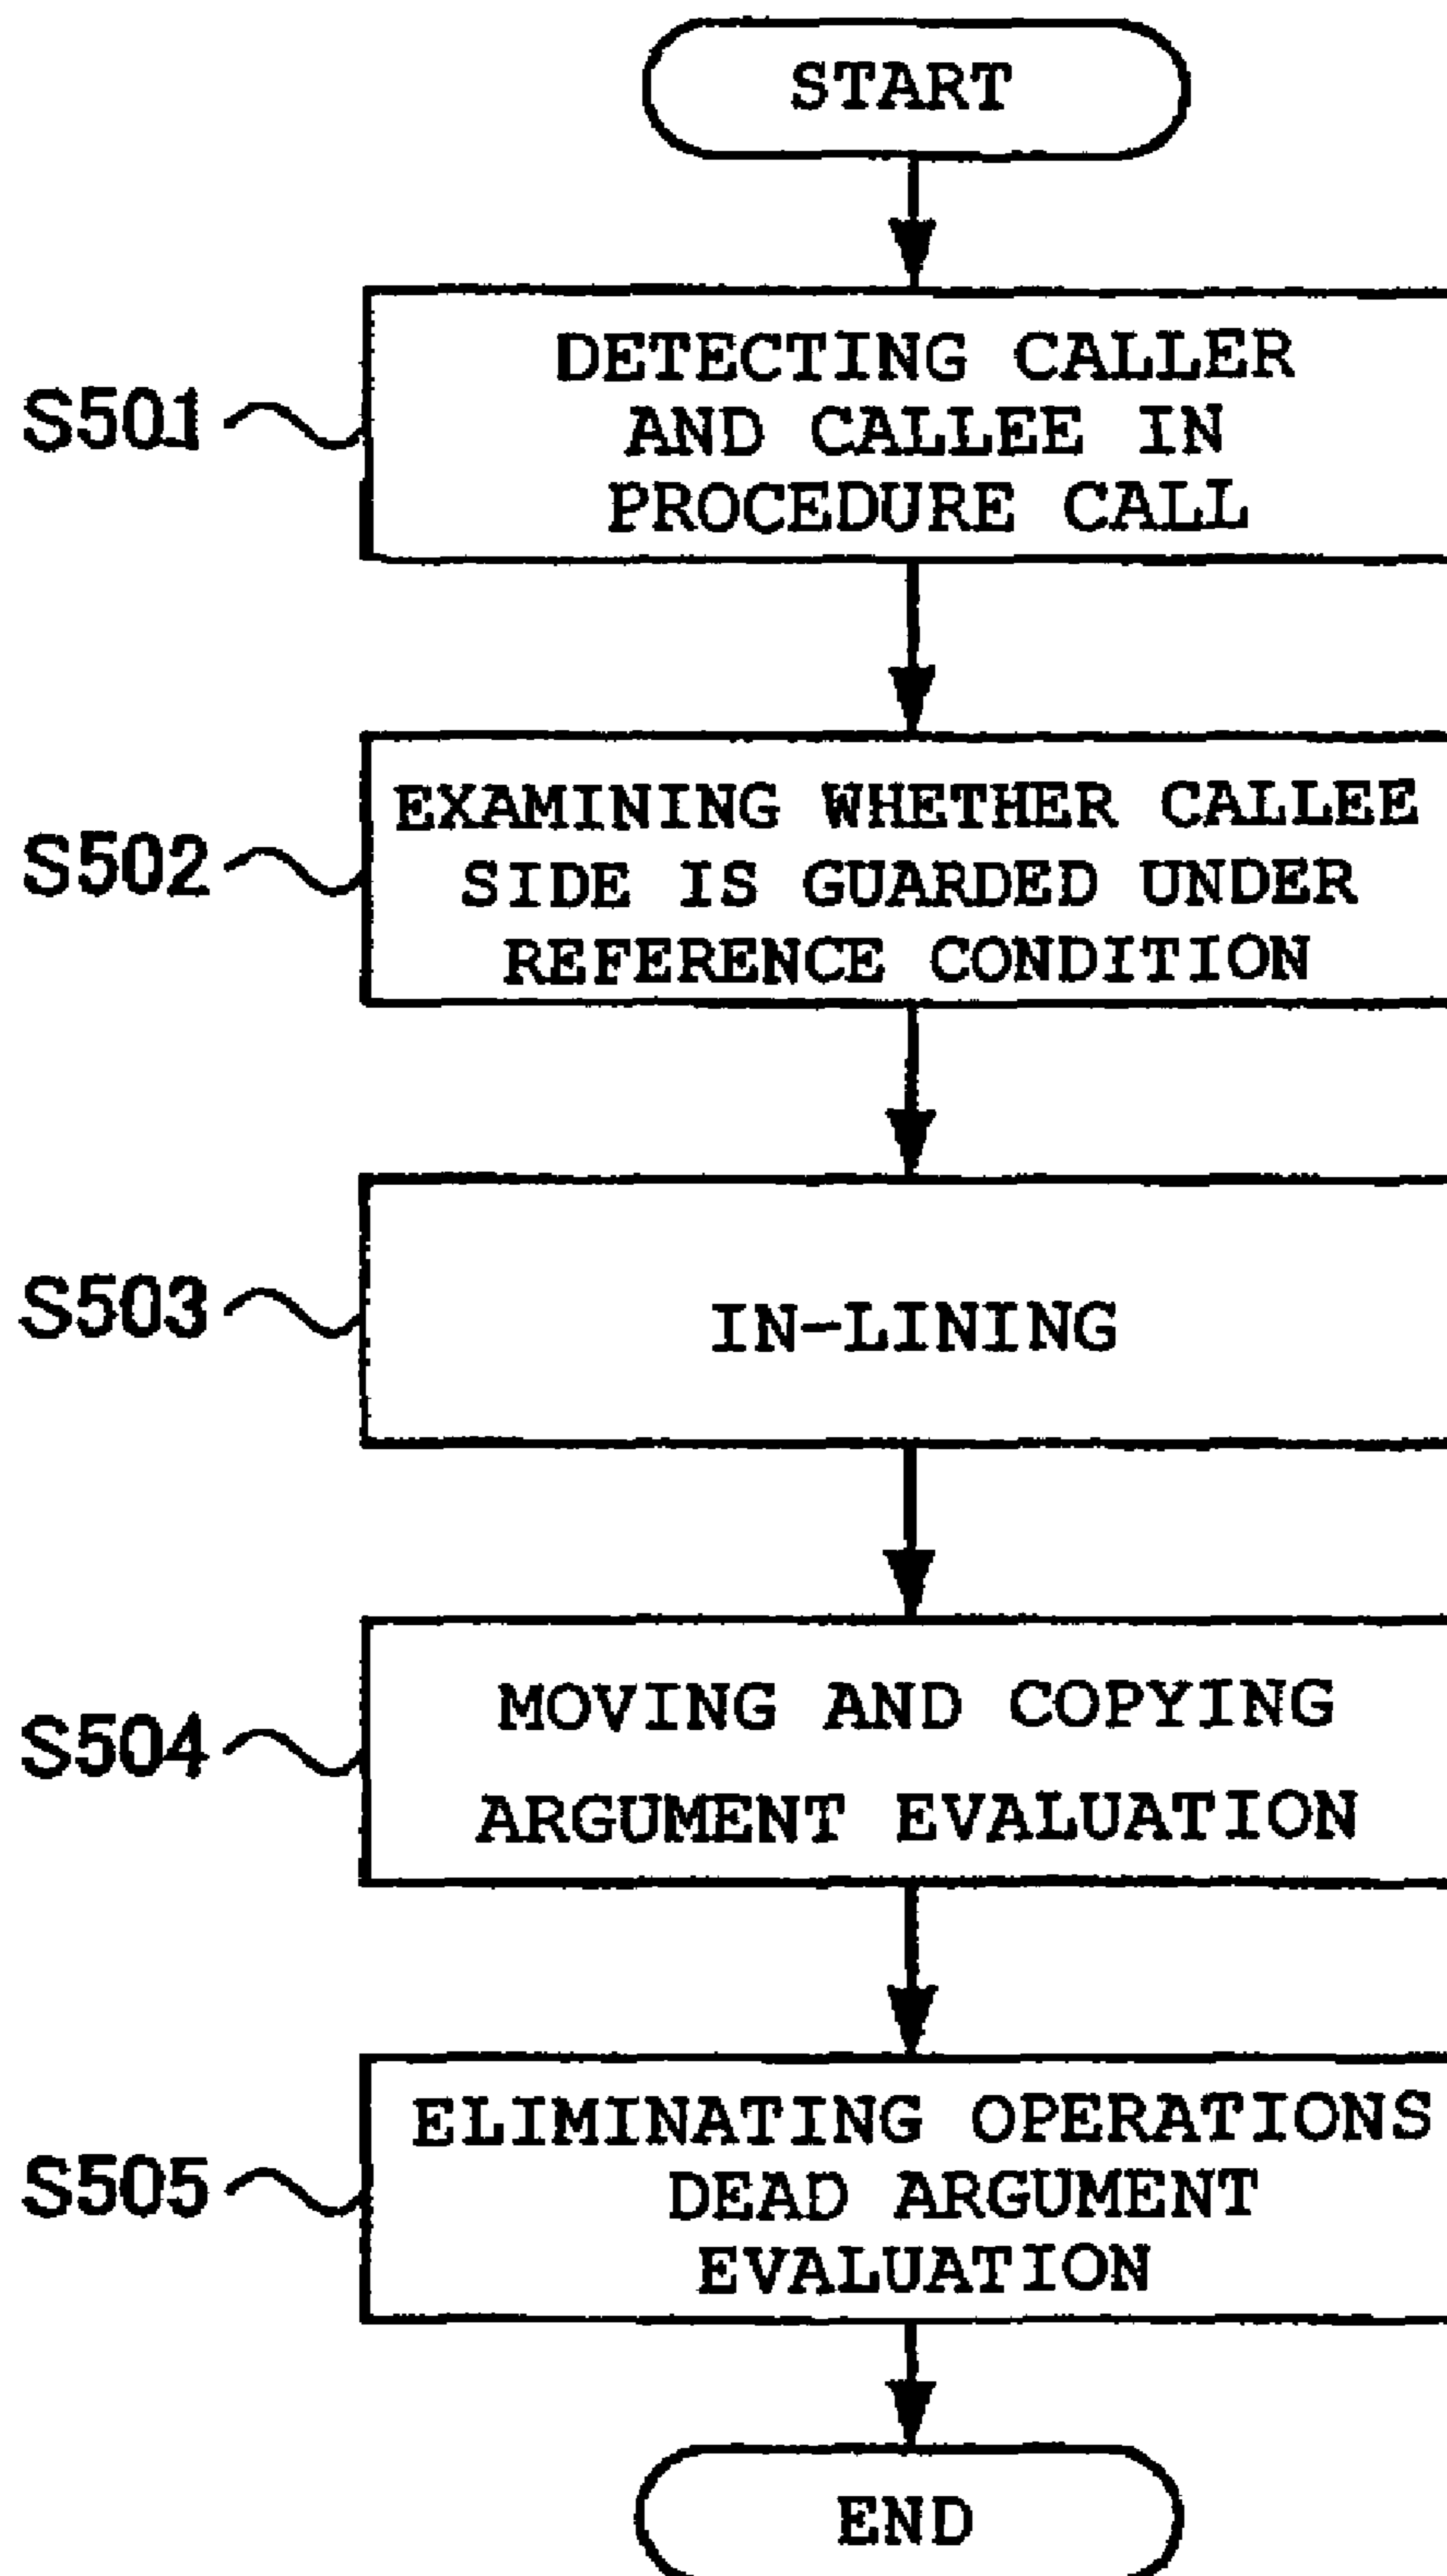 START
S501
DETECTING CALLER
AND CALLEE IN
PROCEDURE CALL
S502
EXAMINING WHETHER CALLEE
SIDE IS GUARDED UNDER
REFERENCE CONDITION
S503
IN-LINING
S504
MOVING AND COPYING
ARGUMENT EVALUATION
S505
ELIMINATING OPERATIONS
DEAD ARGUMENT
EVALUATION
END